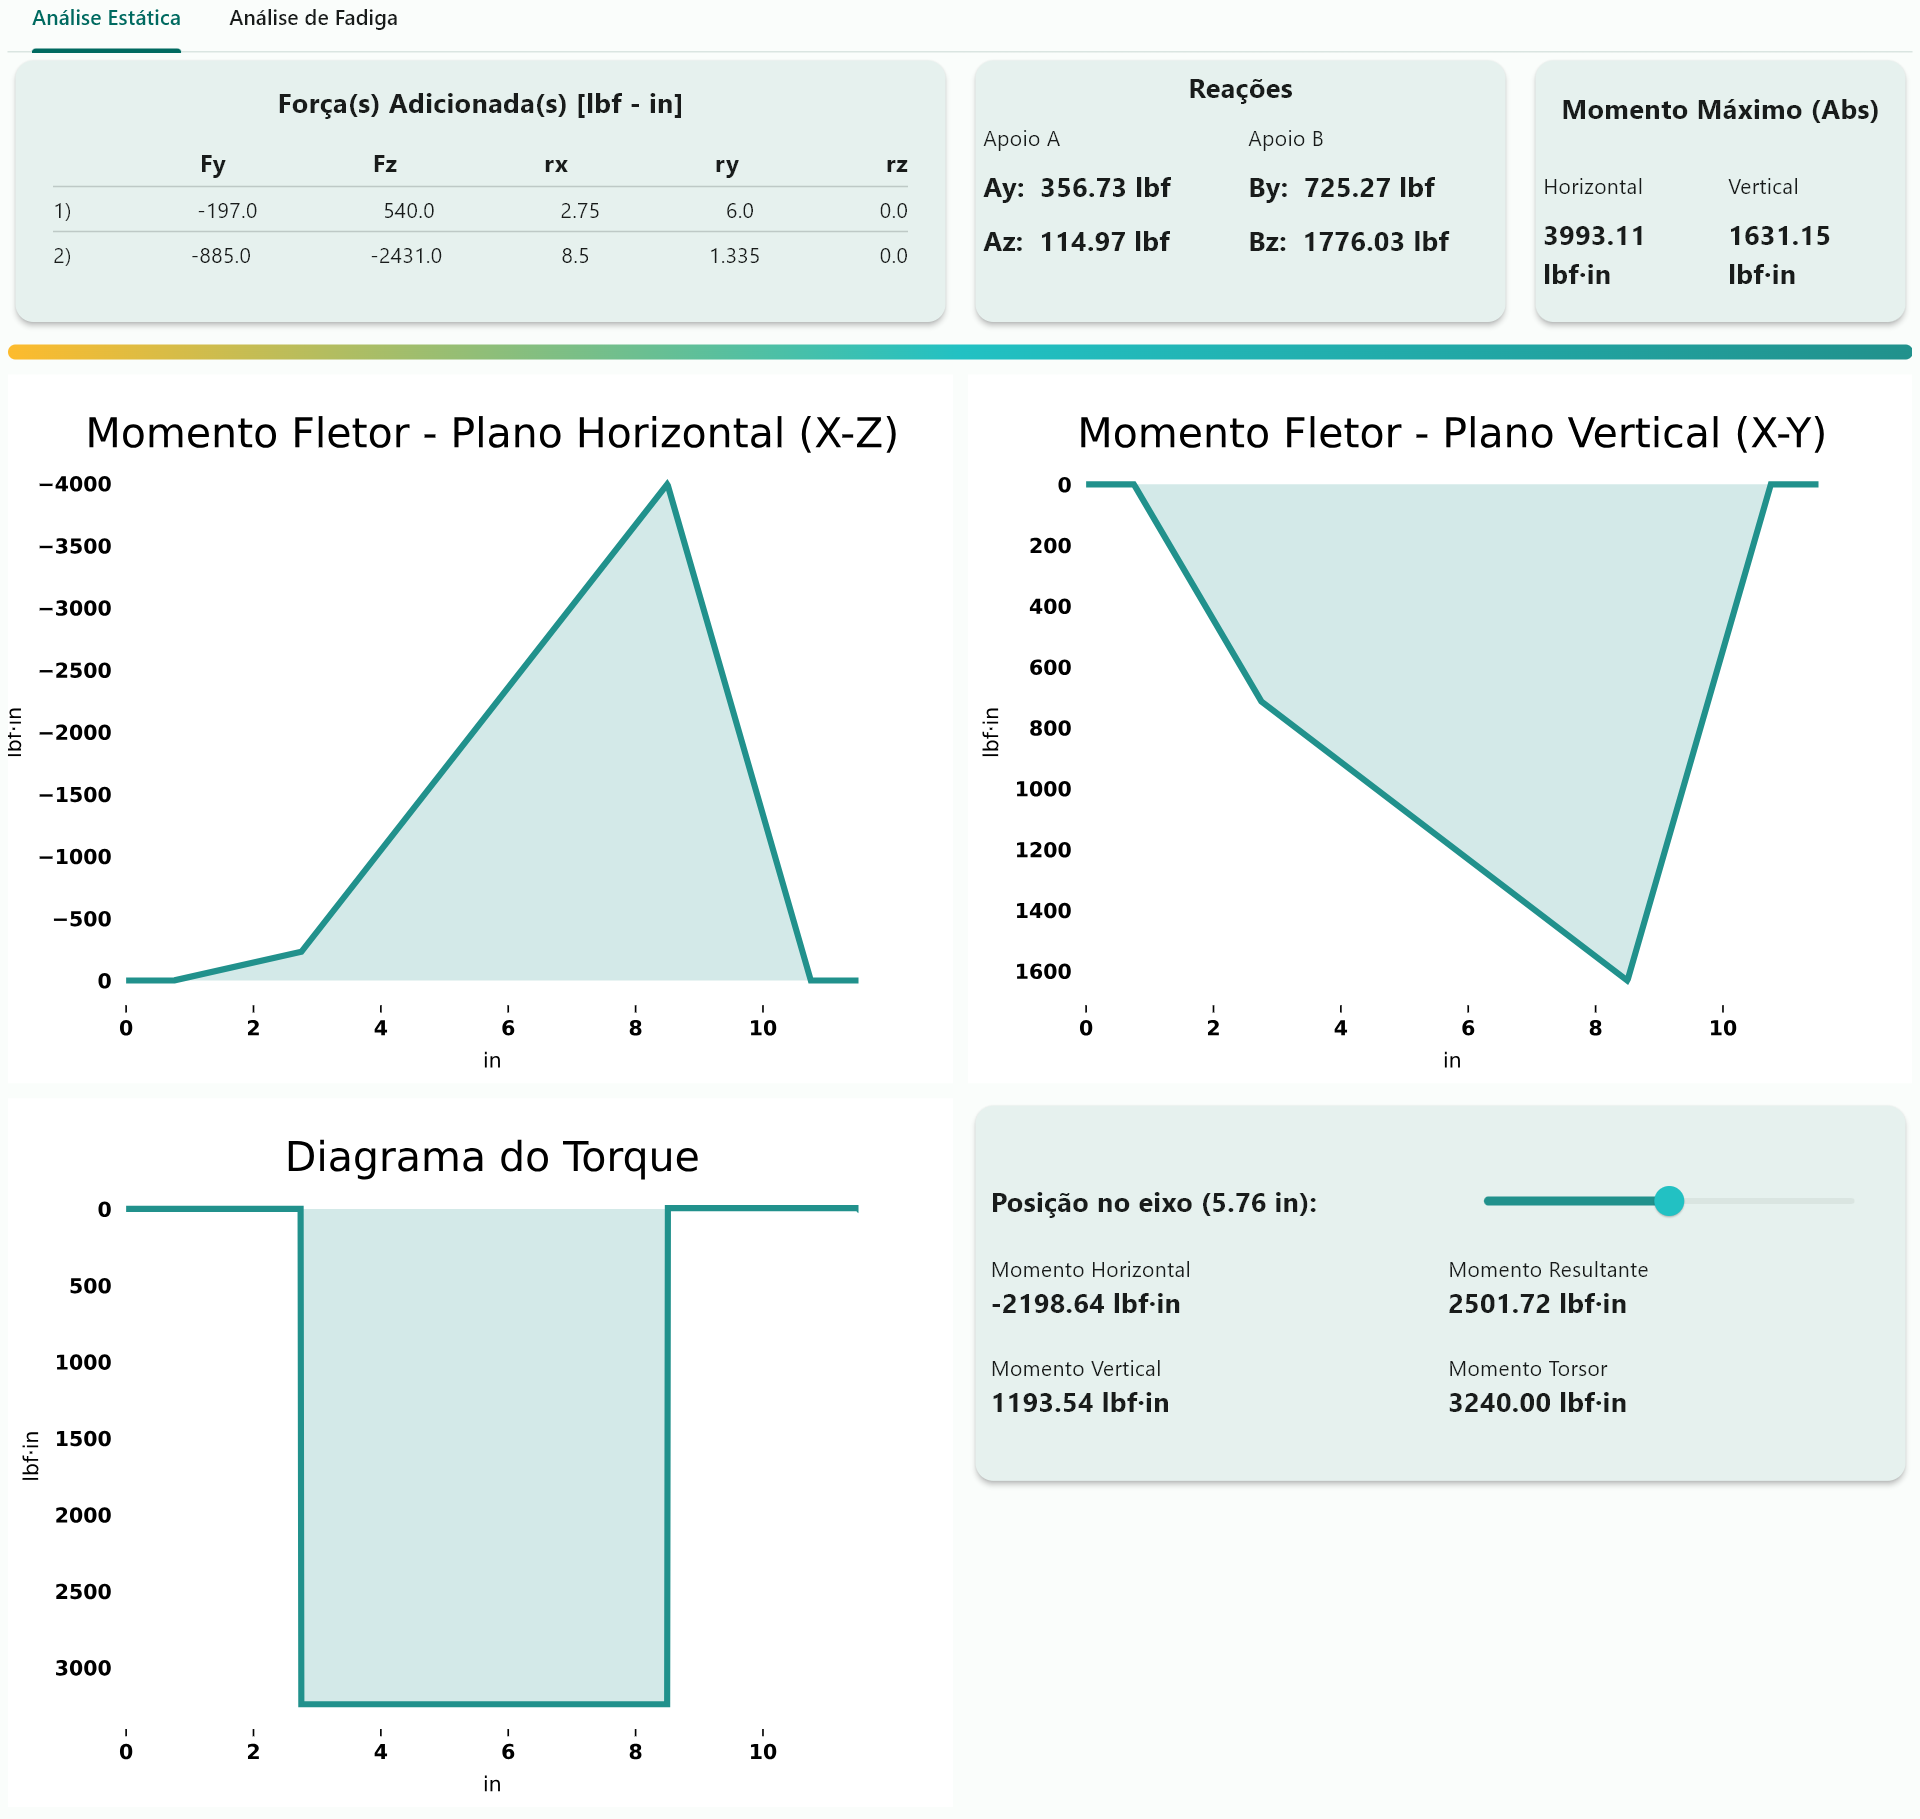 Análise Estática Análise de Fadiga
Força(s) Adicionada(s) [lbf - in]
Fy Fz rx ry rz
1) -197.0 540.0 2.75 6.0 0.0
2) -885.0 -2431.0 8.5 1.335 0.0
Reações
Apoio A Apoio B
Ay: 356.73 lbf By: 725.27 lbf
Az: 114.97 lbf Bz: 1776.03 lbf
Momento Máximo (Abs)
Horizontal Vertical
3993.11 1631.15
lbf·in lbf·in
Momento Fletor - Plano Horizontal (X-Z)
−4000
−3500
−3000
−2500
−2000
−1500
−1000
−500
0
lbf·in
0 2 4 6 8 10
in
Momento Fletor - Plano Vertical (X-Y)
0
200
400
600
800
1000
1200
1400
1600
lbf·in
0 2 4 6 8 10
in
Diagrama do Torque
0
500
1000
1500
2000
2500
3000
lbf·in
0 2 4 6 8 10
in
Posição no eixo (5.76 in):
Momento Horizontal Momento Resultante
-2198.64 lbf·in 2501.72 lbf·in
Momento Vertical Momento Torsor
1193.54 lbf·in 3240.00 lbf·in